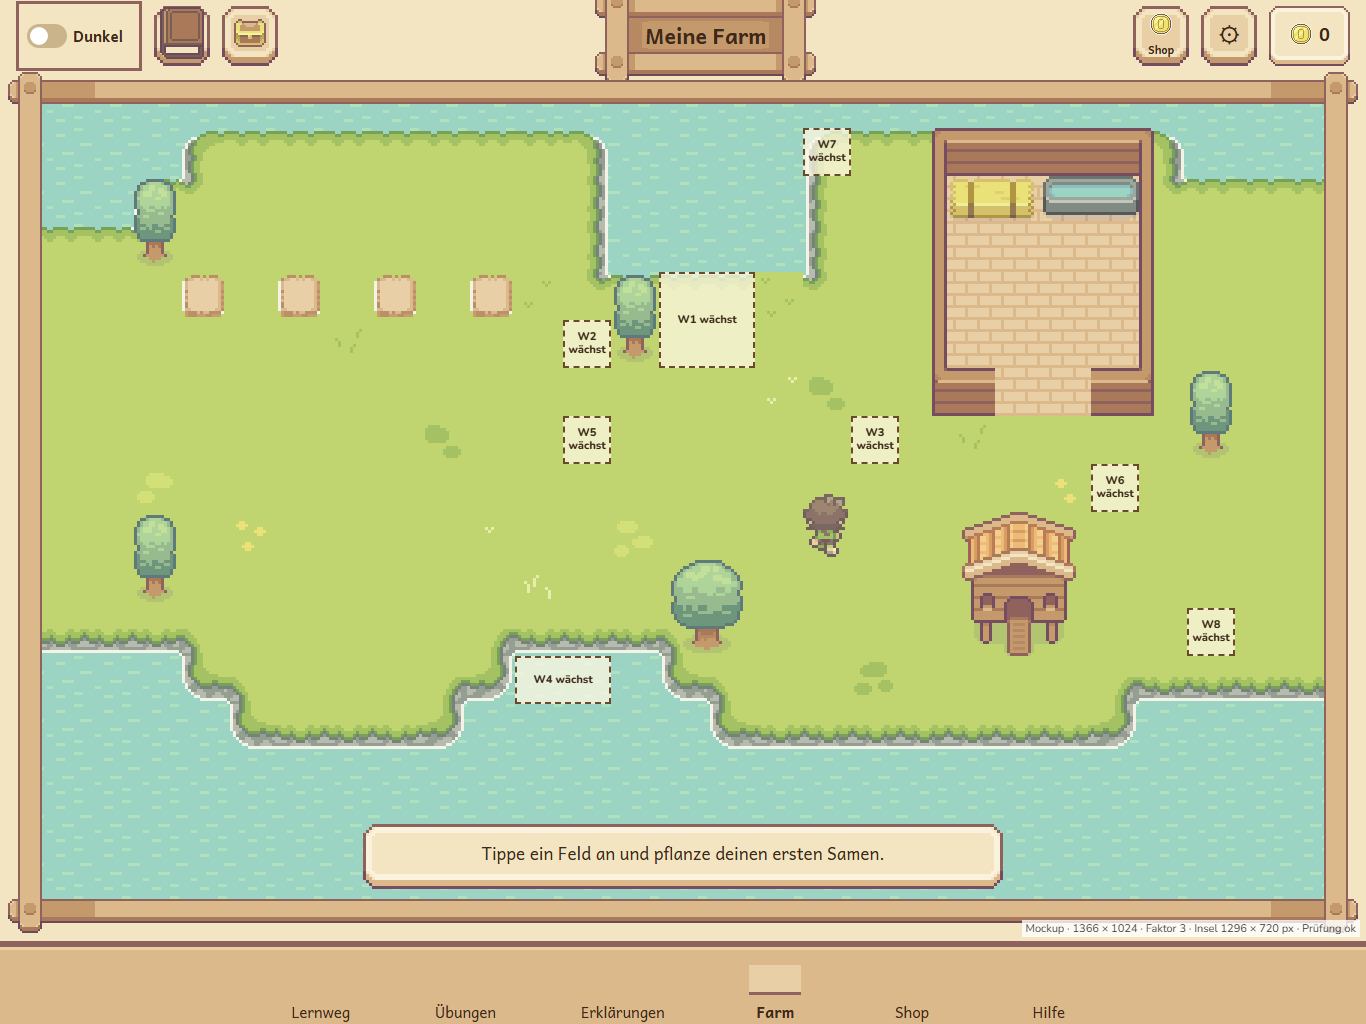 Dunkel
Meine Farm
Shop
0
W7
wächst
W1 wächst
W2
wächst
W5
wächst
W3
wächst
W6
wächst
W8
wächst
W4 wächst
Tippe ein Feld an und pflanze deinen ersten Samen.
Mockup · 1366 × 1024 · Faktor 3 · Insel 1296 × 720 px · Prüfung ok
Lernweg Übungen Erklärungen Farm Shop Hilfe